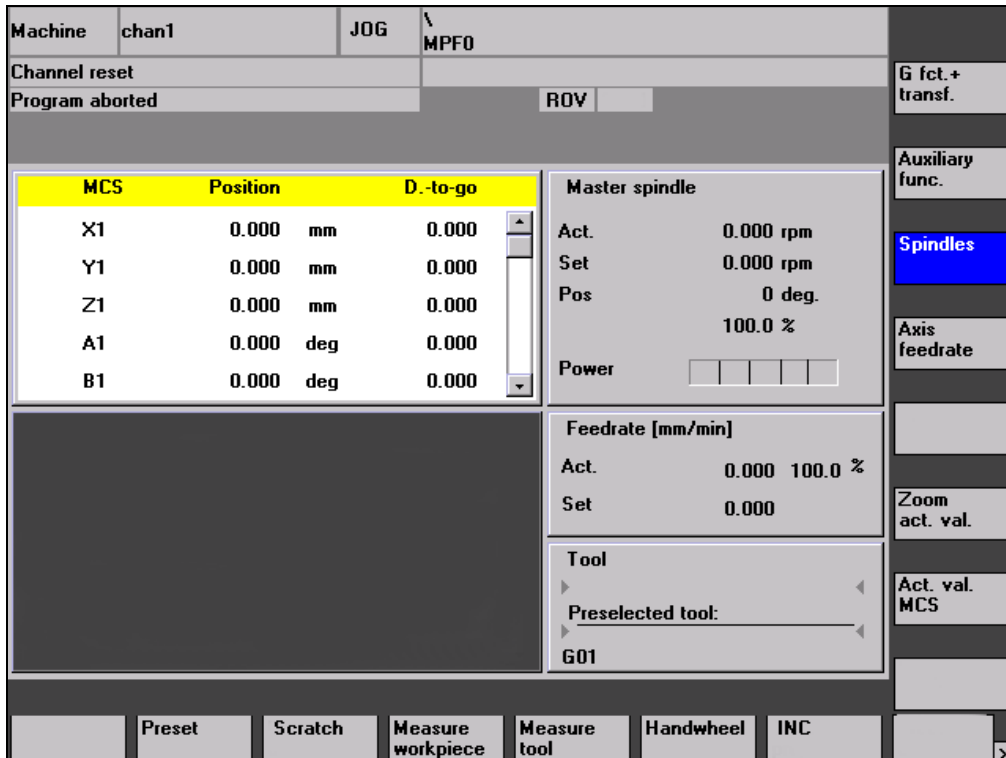 Machine chan1 JOG \
MPF0
Channel reset
Program aborted ROV
MCS Position D.-to-go
X1 0.000 mm 0.000
Y1 0.000 mm 0.000
Z1 0.000 mm 0.000
A1 0.000 deg 0.000
B1 0.000 deg 0.000
Master spindle
Act. 0.000 rpm
Set 0.000 rpm
Pos 0 deg.
100.0 %
Power
Feedrate [mm/min]
Act. 0.000 100.0 %
Set 0.000
Tool
Preselected tool:
G01
G fct.+
transf.
Auxiliary
func.
Spindles
Axis
feedrate
Zoom
act. val.
Act. val.
MCS
Preset
Scratch
Measure
workpiece
Measure
tool
Handwheel
INC
>